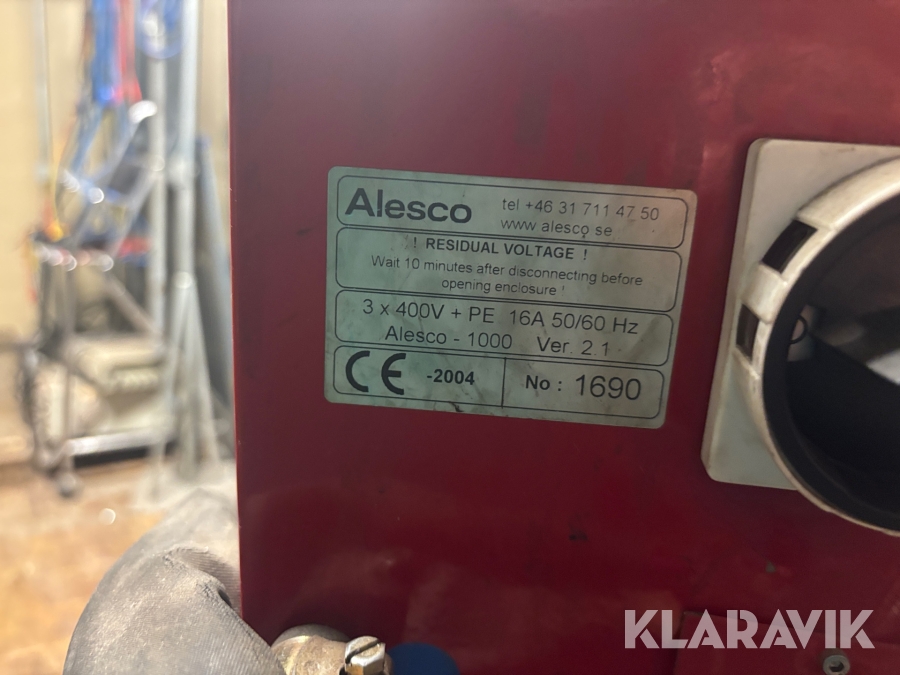 Alesco
tel +46 31 711 47 50
www.alesco.se
! RESIDUAL VOLTAGE !
Wait 10 minutes after disconnecting before
opening enclosure !
3 x 400V + PE 16A 50/60 Hz
Alesco - 1000 Ver. 2.1
CE -2004
No : 1690
KLARAVIK